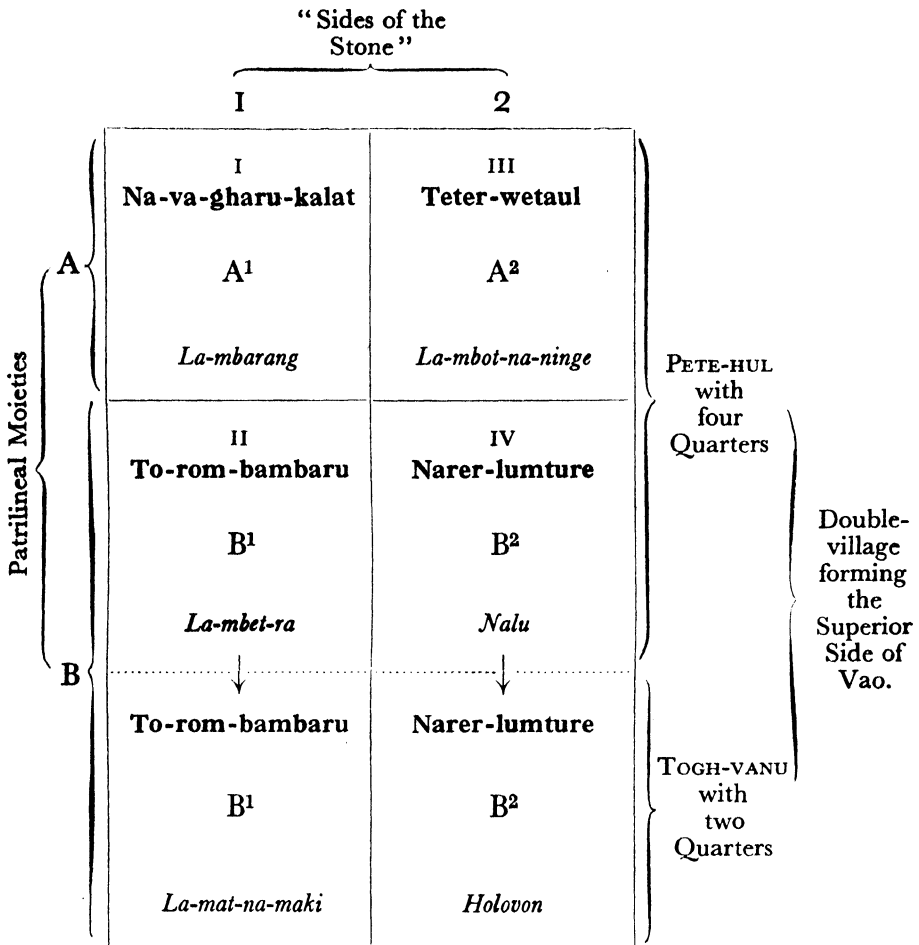 “Sides of the
Stone”
1 2
I III
Na-va-gharu-kalat Teter-wetaul
A
A¹ A²
La-mbarang La-mbot-na-ninge
Patrilineal Moieties
PETE-HUL
with
four
Quarters
II IV
To-rom-bambaru Narer-lumture
B¹ B²
La-mbet-ra Nalu
Double-
village
forming
the
Superior
Side of
Vao.
B
To-rom-bambaru Narer-lumture
B¹ B²
La-mat-na-maki Holovon
TOGH-VANU
with
two
Quarters